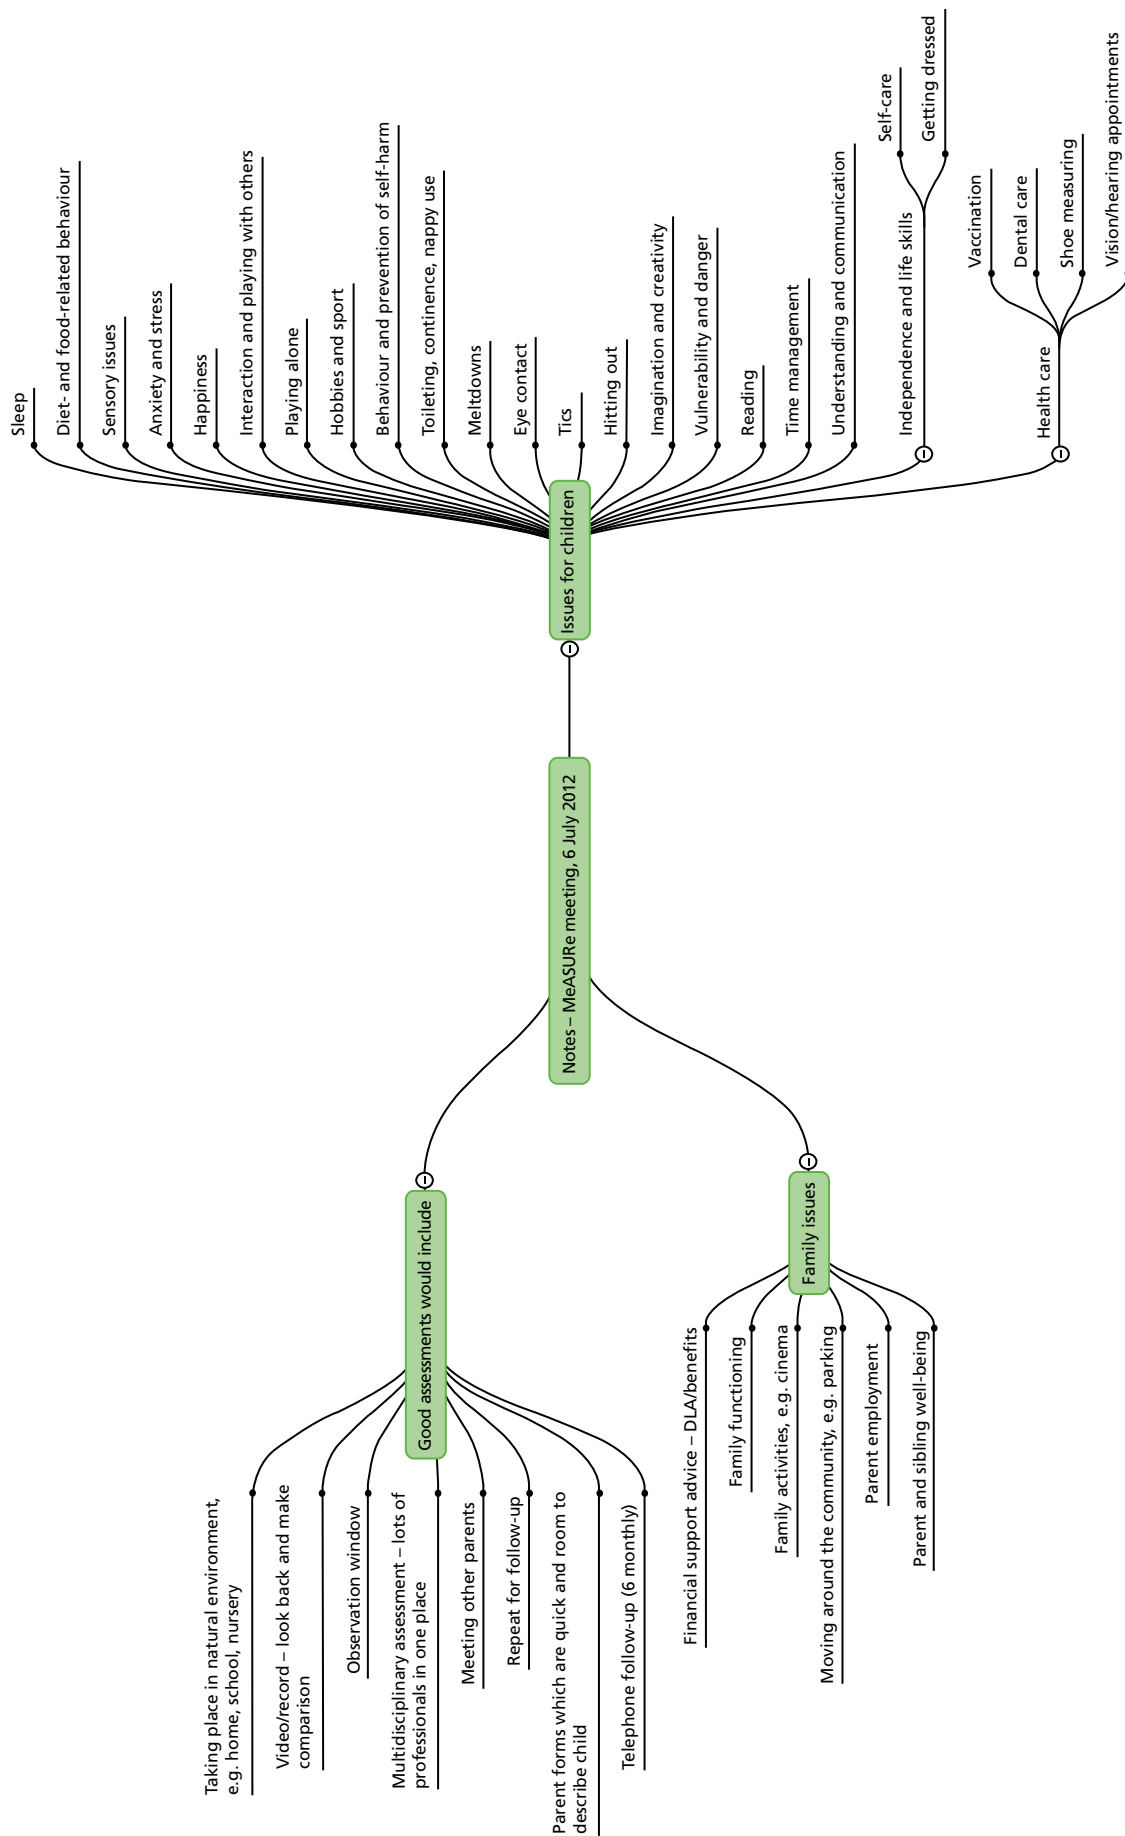 Notes – MeASURe meeting, 6 July 2012
Issues for children
Sleep
Diet- and food-related behaviour
Sensory issues
Anxiety and stress
Happiness
Interaction and playing with others
Playing alone
Hobbies and sport
Behaviour and prevention of self-harm
Toileting, continence, nappy use
Meltdowns
Eye contact
Tics
Hitting out
Imagination and creativity
Vulnerability and danger
Reading
Time management
Understanding and communication
Independence and life skills
Self-care
Getting dressed
Health care
Vaccination
Dental care
Shoe measuring
Vision/hearing appointments
Good assessments would include
Taking place in natural environment,
e.g. home, school, nursery
Video/record – look back and make
comparison
Observation window
Multidisciplinary assessment – lots of
professionals in one place
Meeting other parents
Repeat for follow-up
Parent forms which are quick and room to
describe child
Telephone follow-up (6 monthly)
Family issues
Financial support advice – DLA/benefits
Family functioning
Family activities, e.g. cinema
Moving around the community, e.g. parking
Parent employment
Parent and sibling well-being